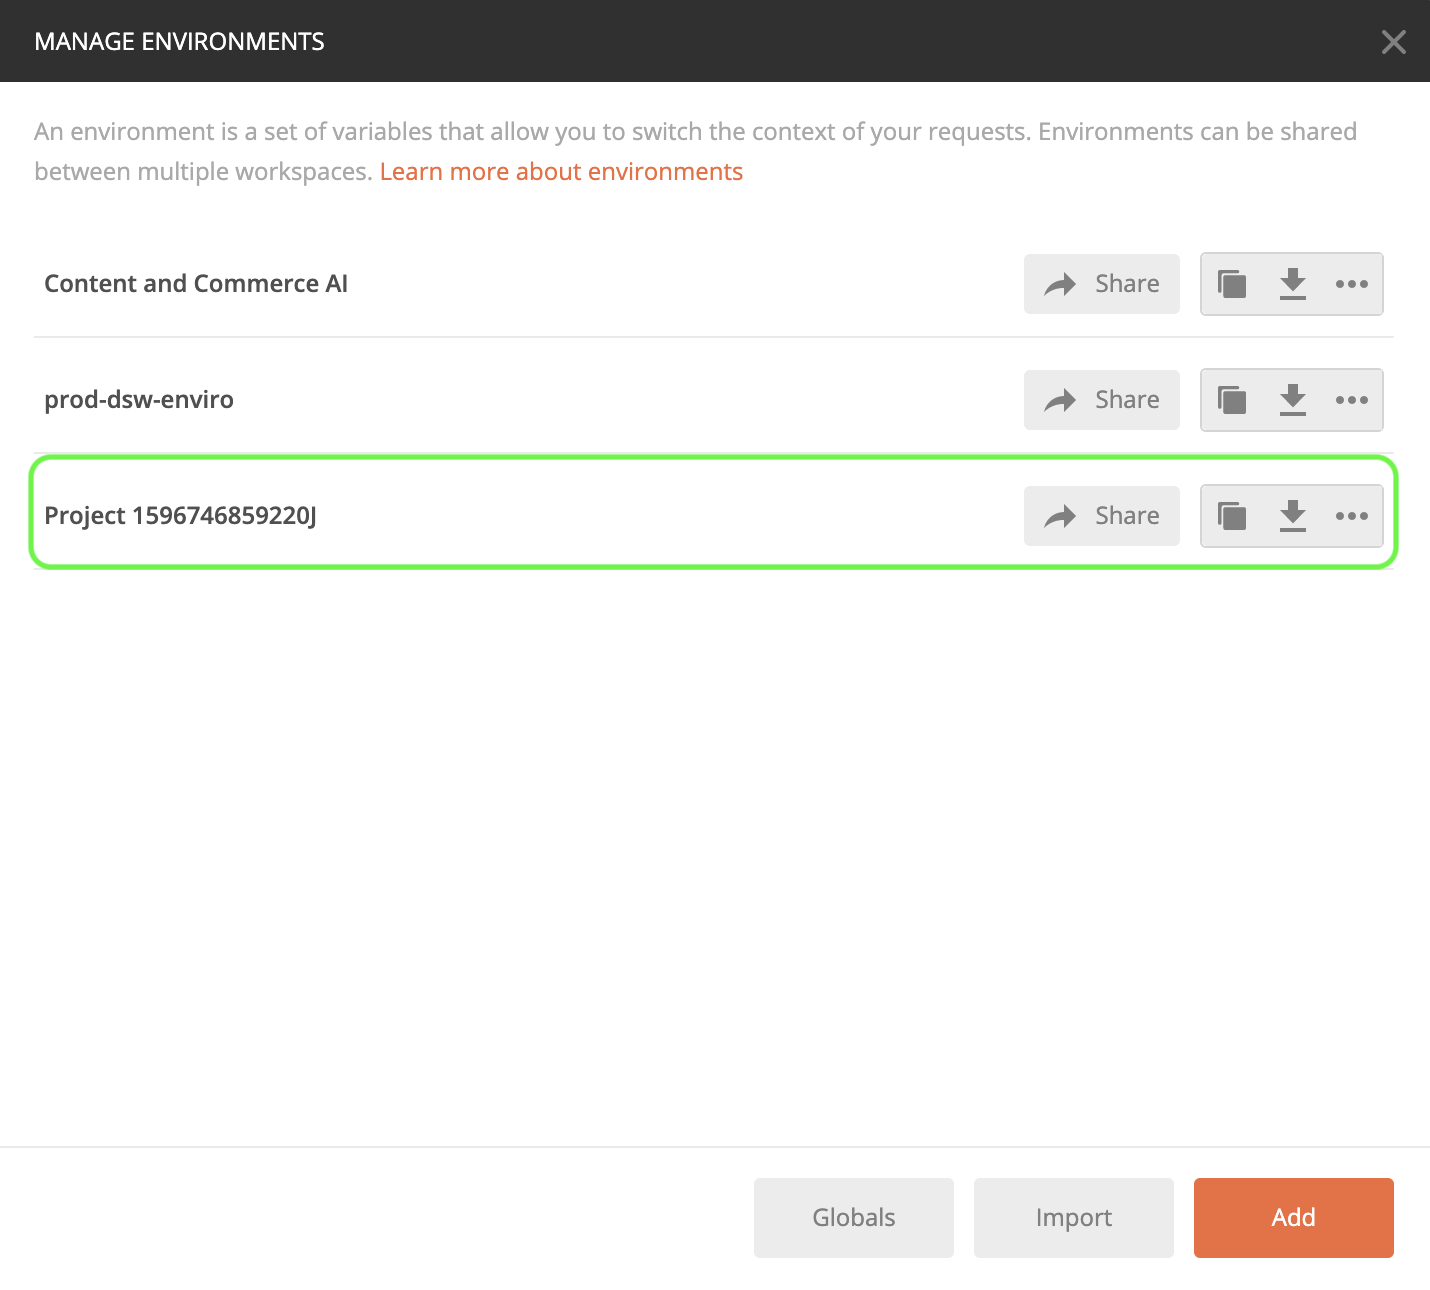 MANAGE ENVIRONMENTS
An environment is a set of variables that allow you to switch the context of your requests. Environments can be shared
between multiple workspaces. Learn more about environments
Content and Commerce AI Share
prod-dsw-enviro Share
Project 1596746859220J Share
Globals Import Add